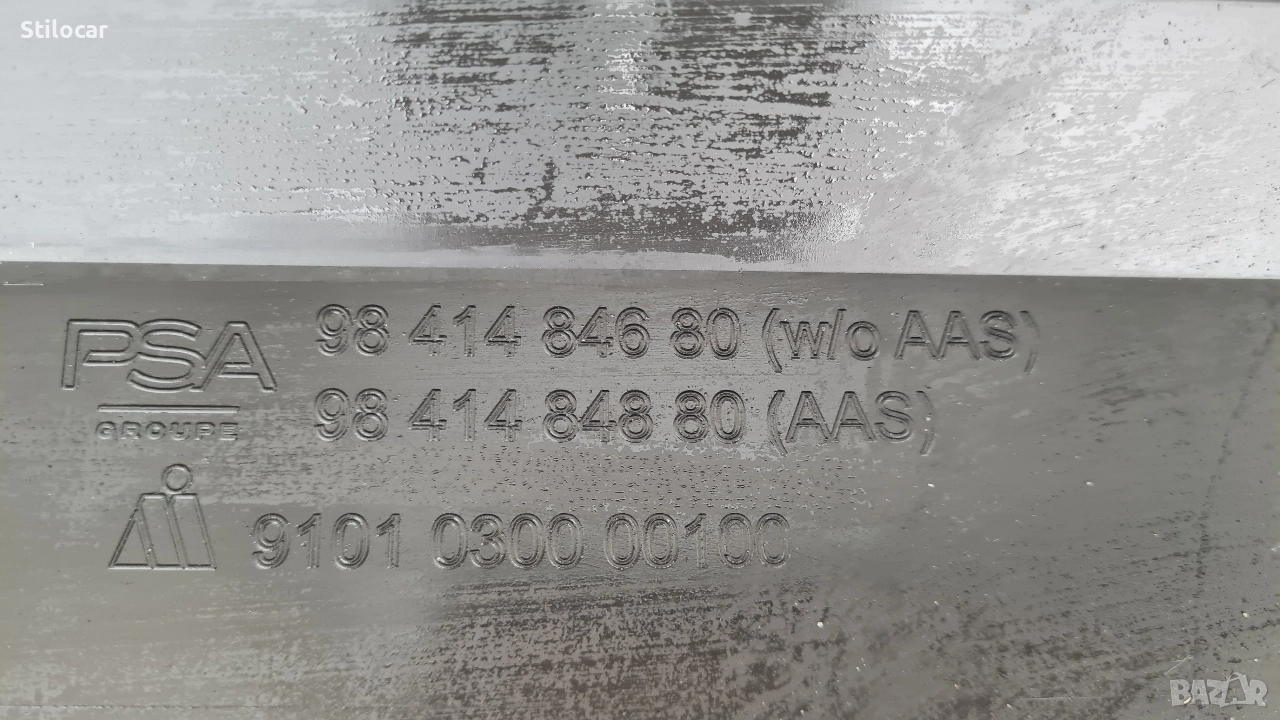 Stilocar
PSA
GROUPE
98 414 846 80 (w/o AAS)
98 414 848 80 (AAS)
9101 0300 00100
BAZAR